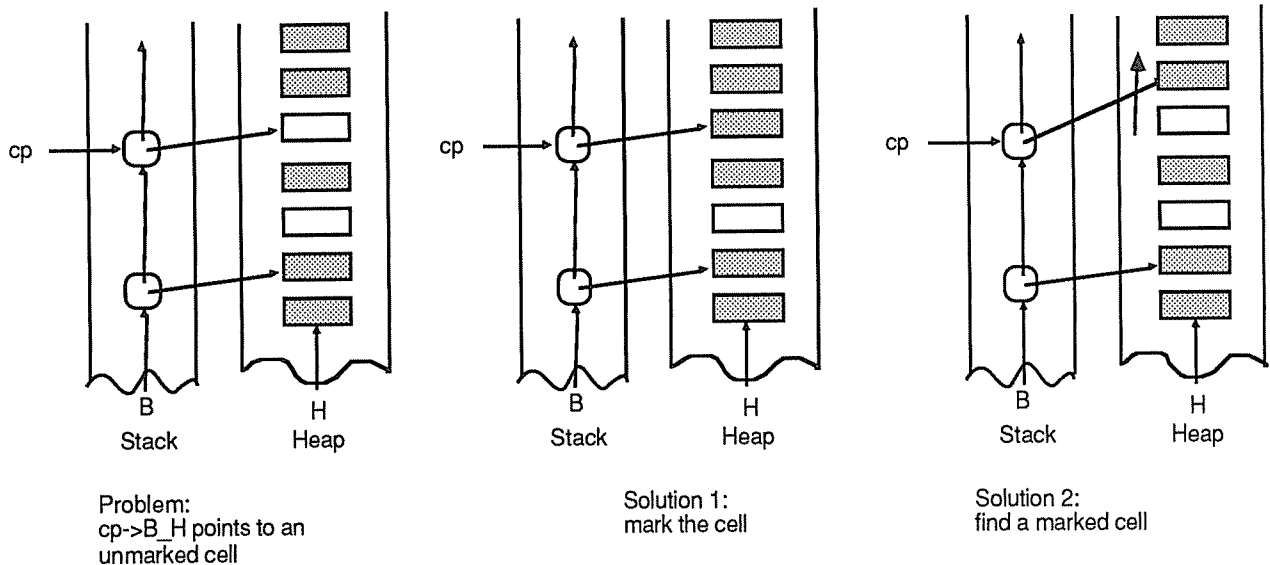 cp
B
H
Stack
Heap
Problem:
cp->B_H points to an
unmarked cell
cp
B
H
Stack
Heap
Solution 1:
mark the cell
cp
B
H
Stack
Heap
Solution 2:
find a marked cell